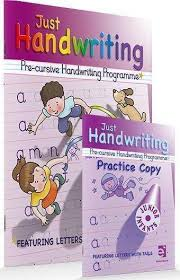 Just
Handwriting
Pre-cursive Handwriting Programme
FEATURING LETTERS
Just
Handwriting
Pre-cursive Handwriting Programme
Practice Copy
JUNIOR INFANTS
FEATURING LETTERS WITH TAILS